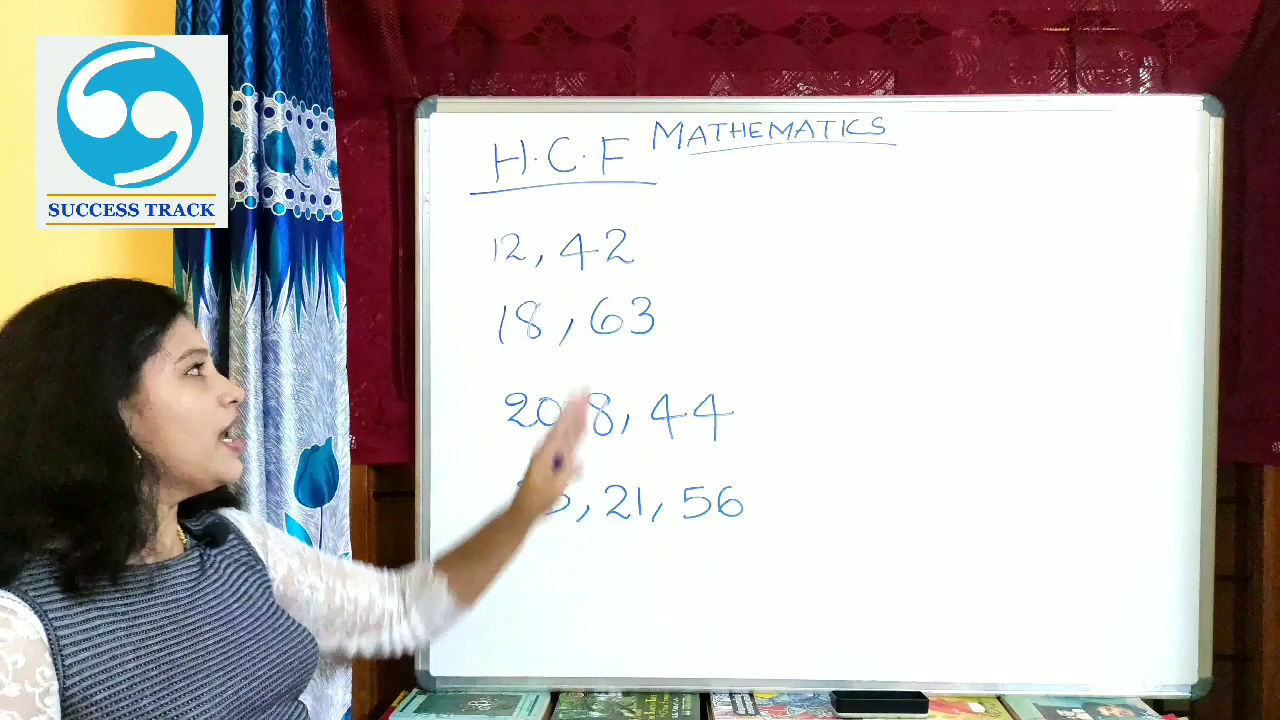 SUCCESS TRACK
H.C.F MATHEMATICS
12, 42
18, 63
20 8, 44
, 21, 56